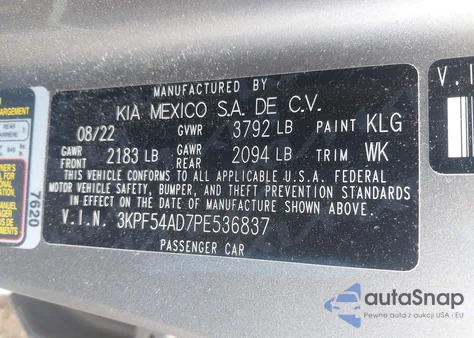 MANUFACTURED BY
KIA MEXICO S.A. DE C.V.
08/22 GVWR 3792 LB PAINT KLG
GAWR FRONT 2183 LB GAWR REAR 2094 LB TRIM WK
THIS VEHICLE CONFORMS TO ALL U.S.A. FEDERAL
MOTOR VEHICLE SAFETY, BUMPER, AND THEFT PREVENTION STANDARDS
IN EFFECT ON THE DATE OF MANUFACTURE SHOWN ABOVE.
V.I.N. 3KPF54AD7PE536837
PASSENGER CAR
7620
REAR
V.I
autoSnap
Pewne auta z aukcji USA i EU